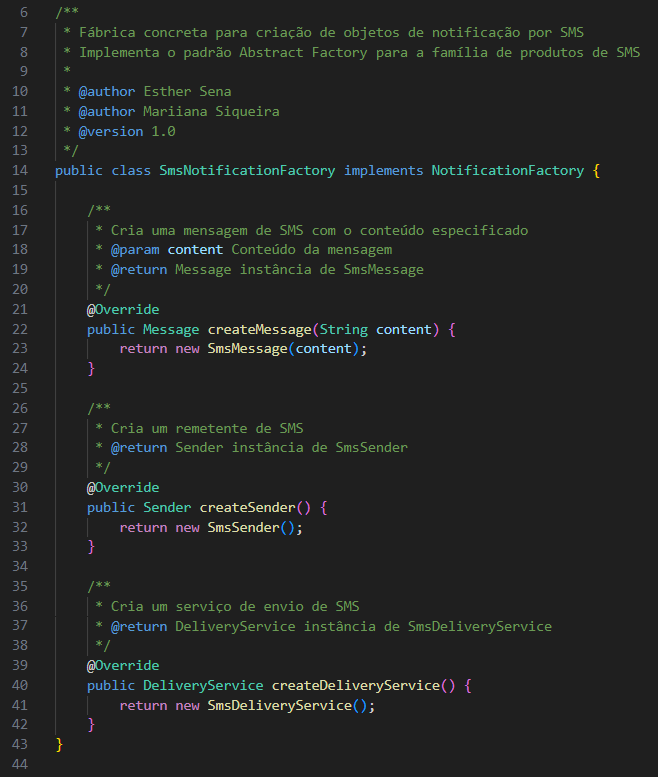 6 /**
7  * Fábrica concreta para criação de objetos de notificação por SMS
8  * Implementa o padrão Abstract Factory para a família de produtos de SMS
9  *
10  * @author Esther Sena
11  * @author Mariiana Siqueira
12  * @version 1.0
13  */
14 public class SmsNotificationFactory implements NotificationFactory {
15
16     /**
17      * Cria uma mensagem de SMS com o conteúdo especificado
18      * @param content Conteúdo da mensagem
19      * @return Message instância de SmsMessage
20      */
21     @Override
22     public Message createMessage(String content) {
23         return new SmsMessage(content);
24     }
25
26     /**
27      * Cria um remetente de SMS
28      * @return Sender instância de SmsSender
29      */
30     @Override
31     public Sender createSender() {
32         return new SmsSender();
33     }
34
35     /**
36      * Cria um serviço de envio de SMS
37      * @return DeliveryService instância de SmsDeliveryService
38      */
39     @Override
40     public DeliveryService createDeliveryService() {
41         return new SmsDeliveryService();
42     }
43 }
44